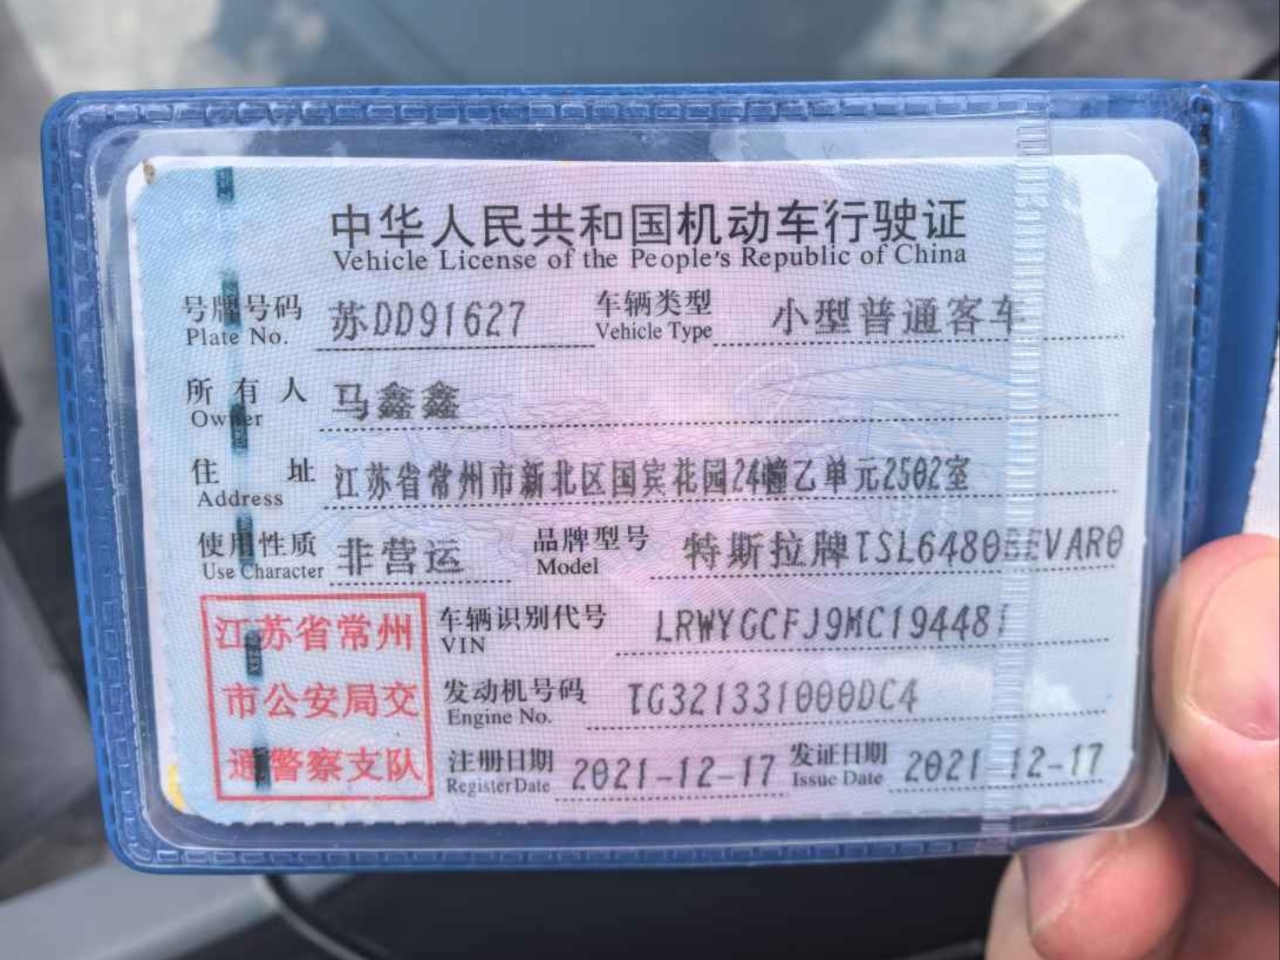 中华人民共和国机动车行驶证
Vehicle License of the People's Republic of China
号牌号码 苏DD91627 车辆类型 小型普通客车
Plate No. Vehicle Type
所有人 马鑫鑫
Owner
住址 江苏省常州市新北区国宾花园24幢乙单元2502室
Address
使用性质 非营运 品牌型号 特斯拉牌TSL6480BEVAR0
Use Character Model
江苏省常州 车辆识别代号 LRWYGCFJ9MC194481
VIN
市公安局交 发动机号码 TG321331000DC4
Engine No.
通警察支队 注册日期 2021-12-17 发证日期 2021-12-17
Register Date Issue Date